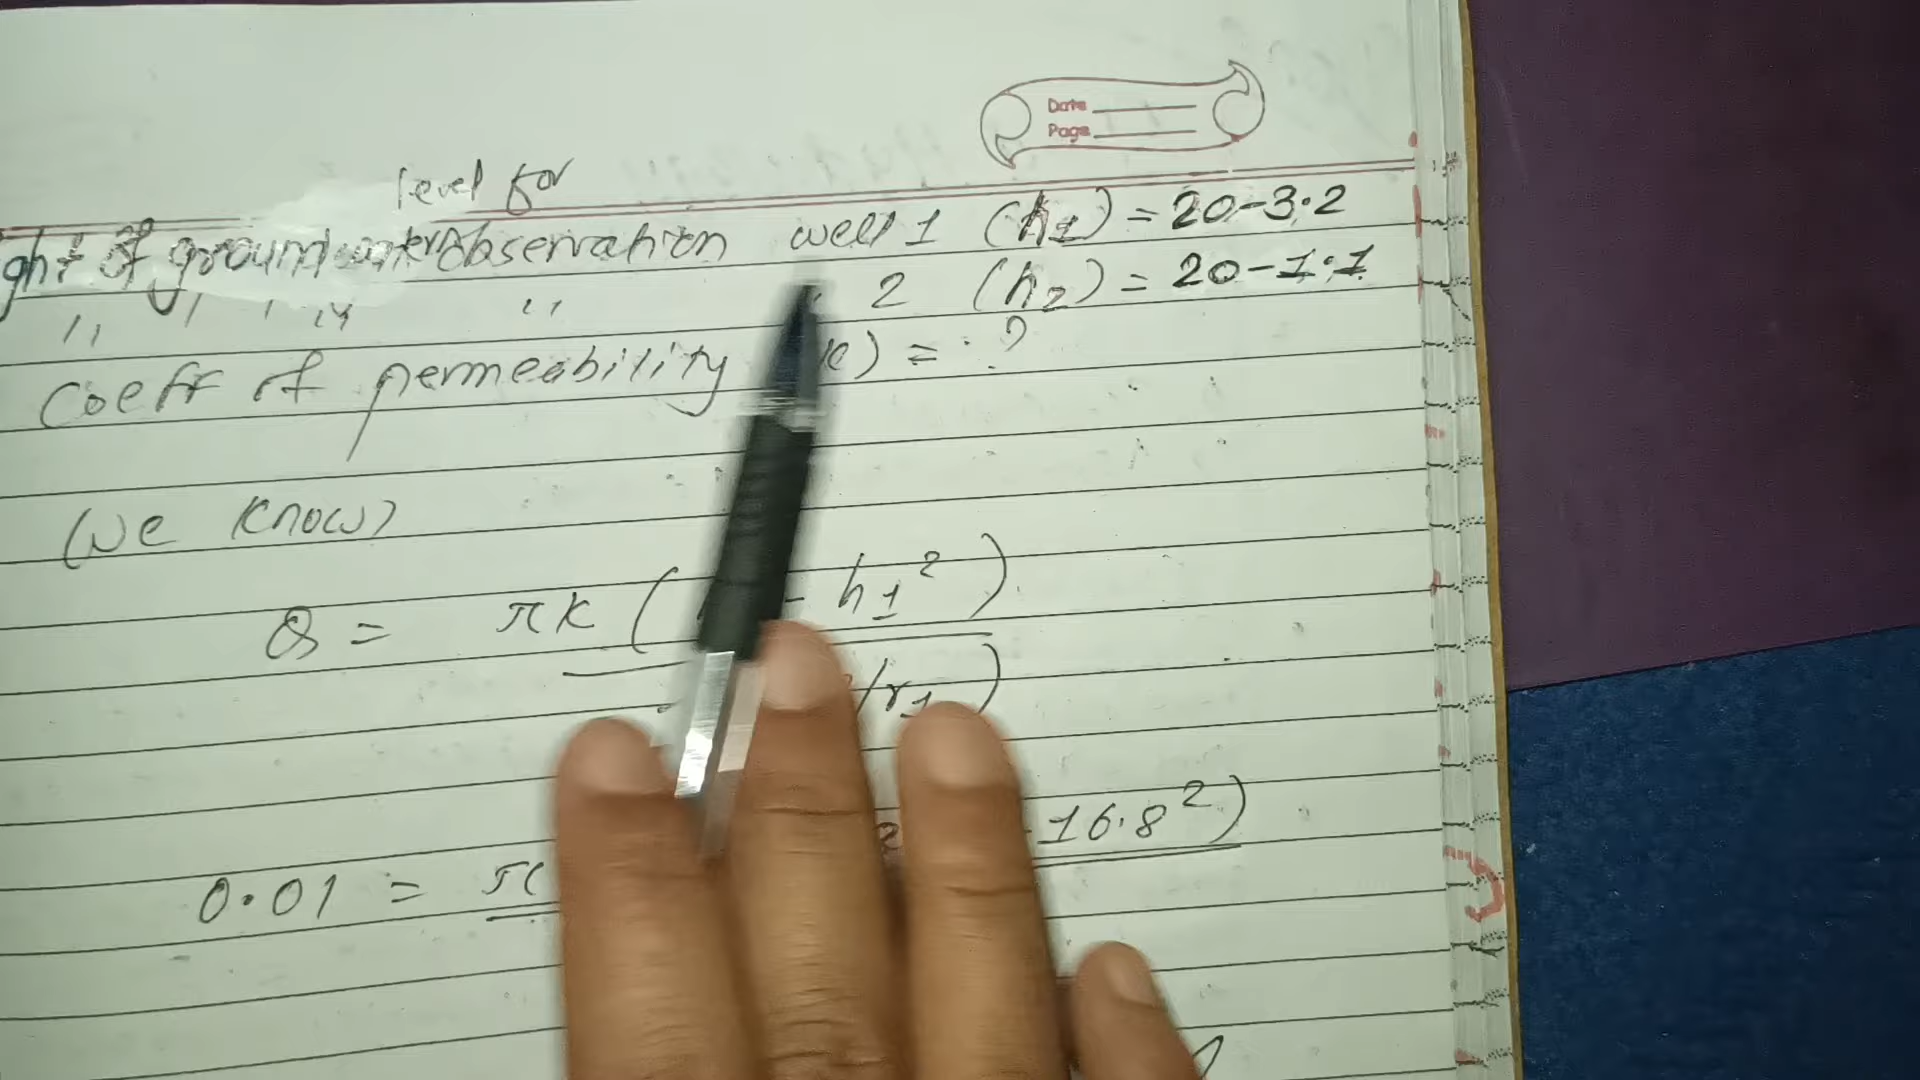 Date
Page
level for
ght of groundwater observation well 1 (h1) = 20-3.2
" " " " 2 (h2) = 20-1.1
Coeff of permeability k) = ?
We know
Q = πk ( - h1²)
/r1)
0.01 = π - 16.8²)